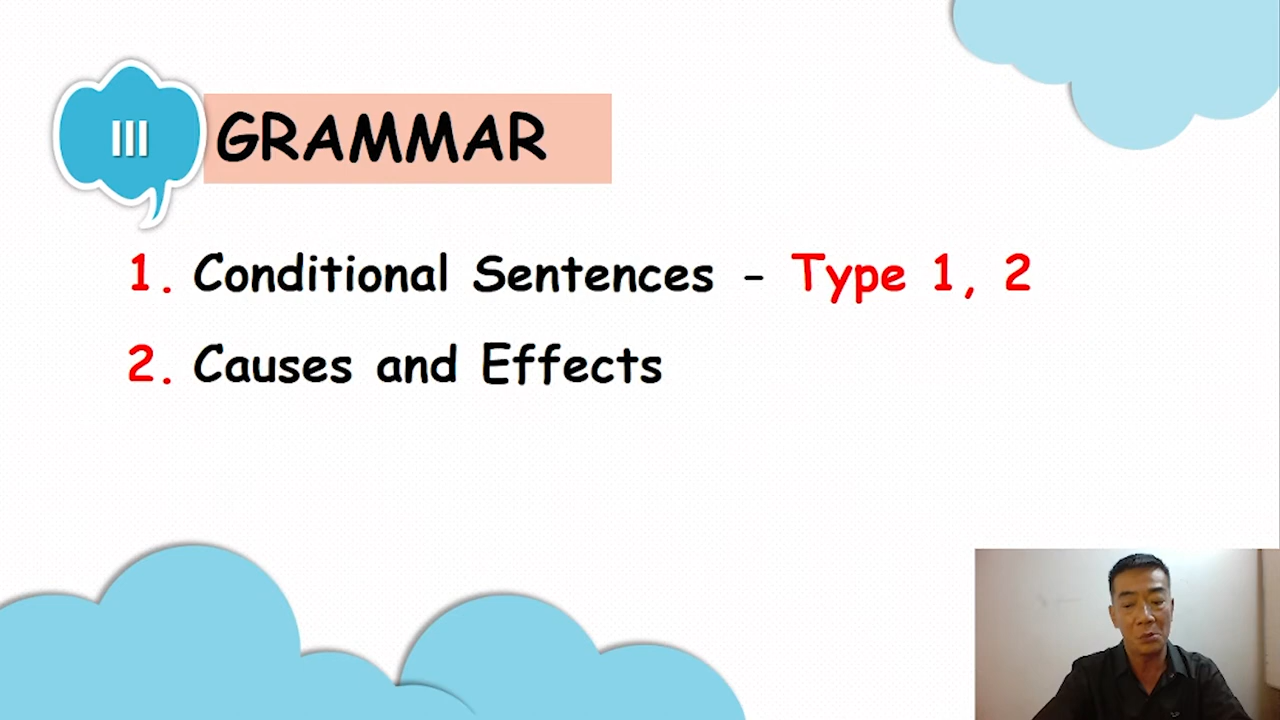 III
GRAMMAR
1. Conditional Sentences - Type 1, 2
2. Causes and Effects